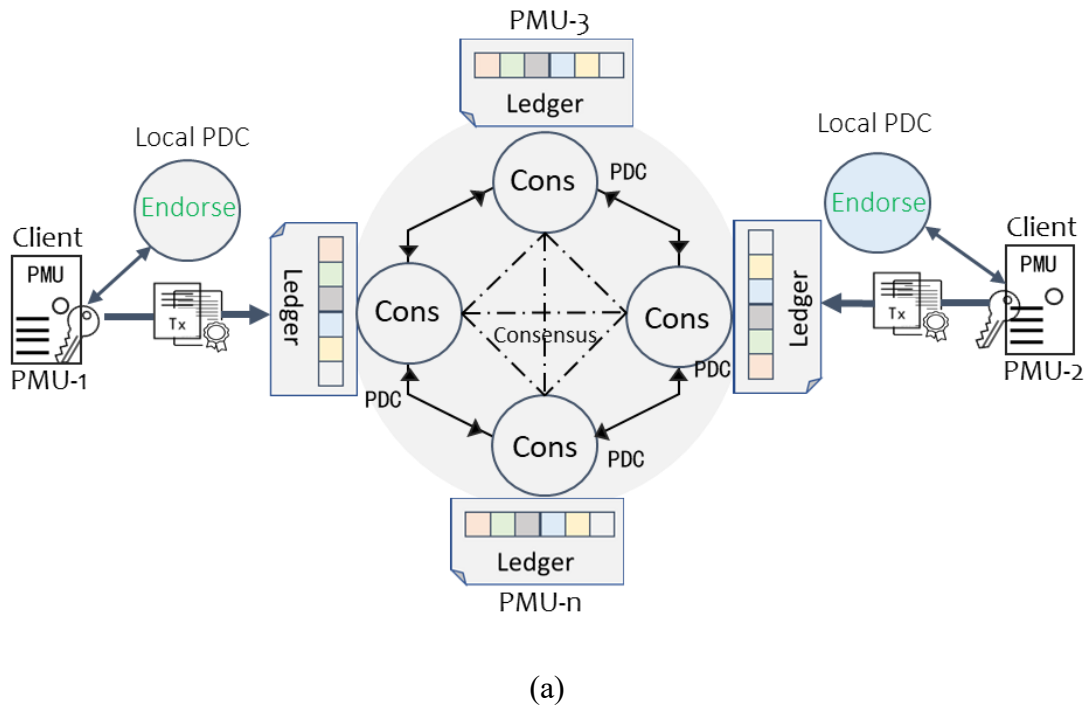 PMU-3
Ledger
Local PDC
Endorse
Cons
PDC
Local PDC
Endorse
Client
PMU
Tx
PMU-1
Ledger
Cons
PDC
Consensus
Cons
PDC
Ledger
Tx
Client
PMU
PMU-2
Cons
PDC
Ledger
PMU-n
(a)